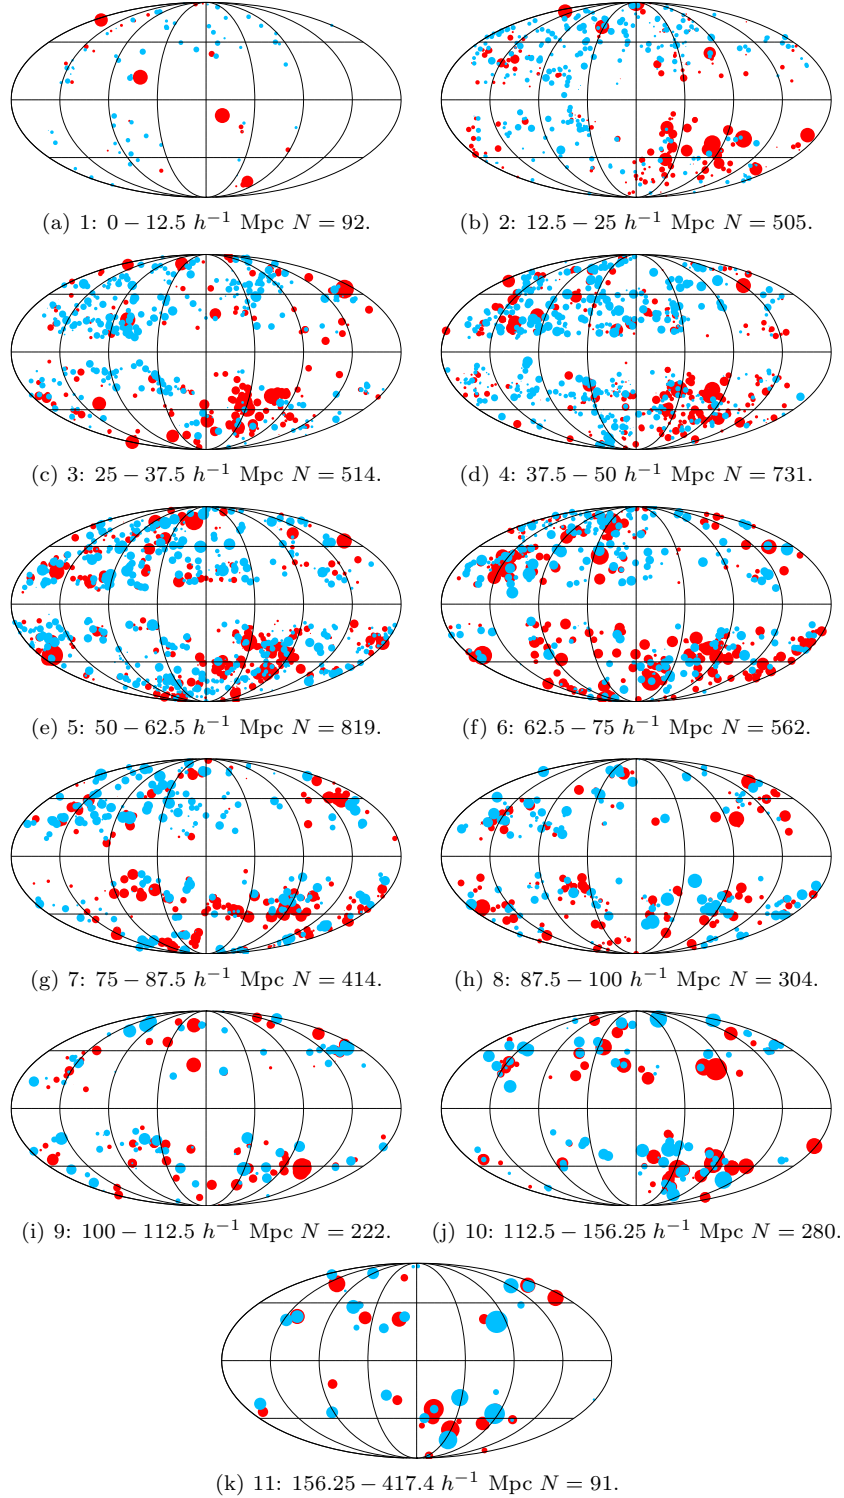 (a) 1: 0 − 12.5 h⁻¹ Mpc N = 92.
(b) 2: 12.5 − 25 h⁻¹ Mpc N = 505.
(c) 3: 25 − 37.5 h⁻¹ Mpc N = 514.
(d) 4: 37.5 − 50 h⁻¹ Mpc N = 731.
(e) 5: 50 − 62.5 h⁻¹ Mpc N = 819.
(f) 6: 62.5 − 75 h⁻¹ Mpc N = 562.
(g) 7: 75 − 87.5 h⁻¹ Mpc N = 414.
(h) 8: 87.5 − 100 h⁻¹ Mpc N = 304.
(i) 9: 100 − 112.5 h⁻¹ Mpc N = 222.
(j) 10: 112.5 − 156.25 h⁻¹ Mpc N = 280.
(k) 11: 156.25 − 417.4 h⁻¹ Mpc N = 91.